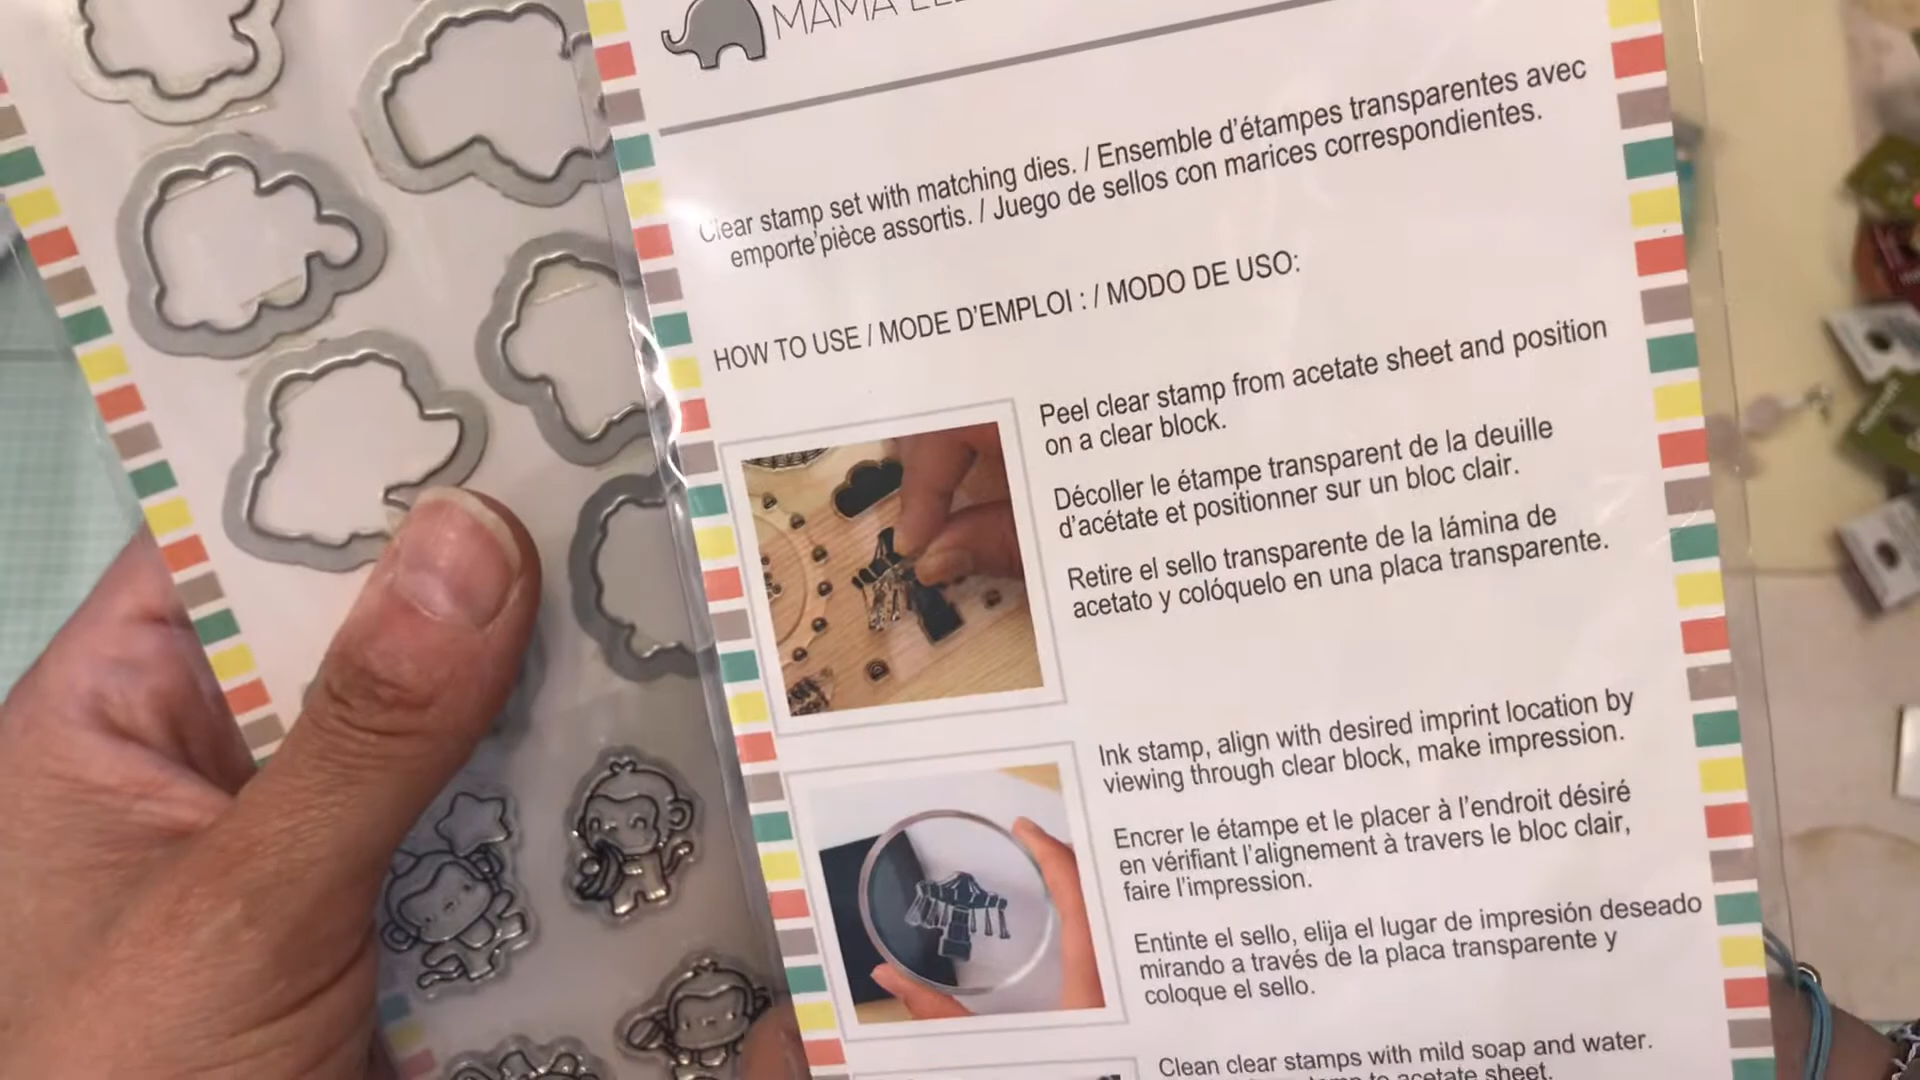 MAMA
Clear stamp set with matching dies. / Ensemble d'étampes transparentes avec
emporte'pièce assortis. / Juego de sellos con marices correspondientes.
HOW TO USE / MODE D'EMPLOI : / MODO DE USO:
Peel clear stamp from acetate sheet and position
on a clear block.
Décoller le étampe transparent de la deuille
d'acétate et positionner sur un bloc clair.
Retire el sello transparente de la lámina de
acetato y colóquelo en una placa transparente.
Ink stamp, align with desired imprint location by
viewing through clear block, make impression.
Encrer le étampe et le placer à l'endroit désiré
en vérifiant l'alignement à travers le bloc clair,
faire l'impression.
Entinte el sello, elija el lugar de impresión deseado
mirando a través de la placa transparente y
coloque el sello.
Clean clear stamps with mild soap and water.
to acetate sheet.